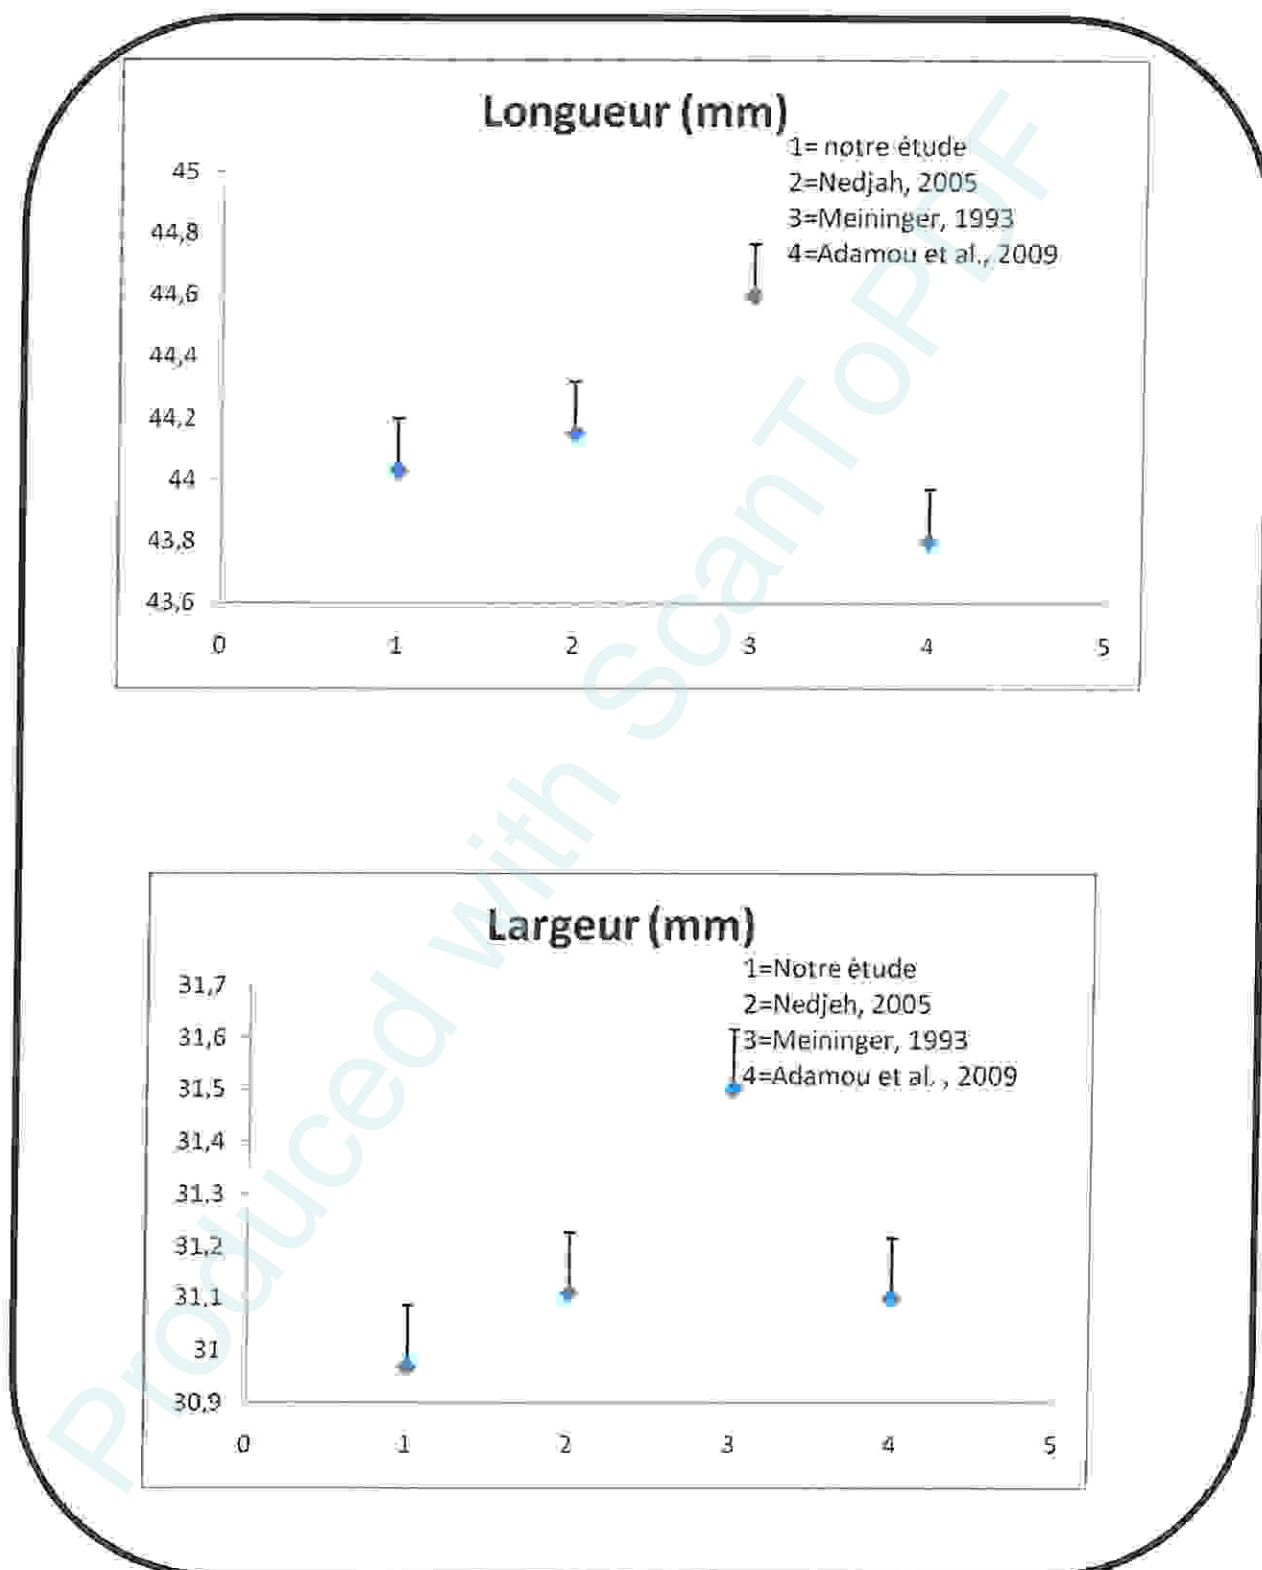 Longueur (mm)
1= notre étude
2=Nedjah, 2005
3=Meininger, 1993
4=Adamou et al., 2009
45
44,8
44,6
44,4
44,2
44
43,8
43,6
0 1 2 3 4 5
Largeur (mm)
1=Notre étude
2=Nedjeh, 2005
3=Meininger, 1993
4=Adamou et al. , 2009
31,7
31,6
31,5
31,4
31,3
31,2
31,1
31
30,9
0 1 2 3 4 5
Produced with ScanToPDF